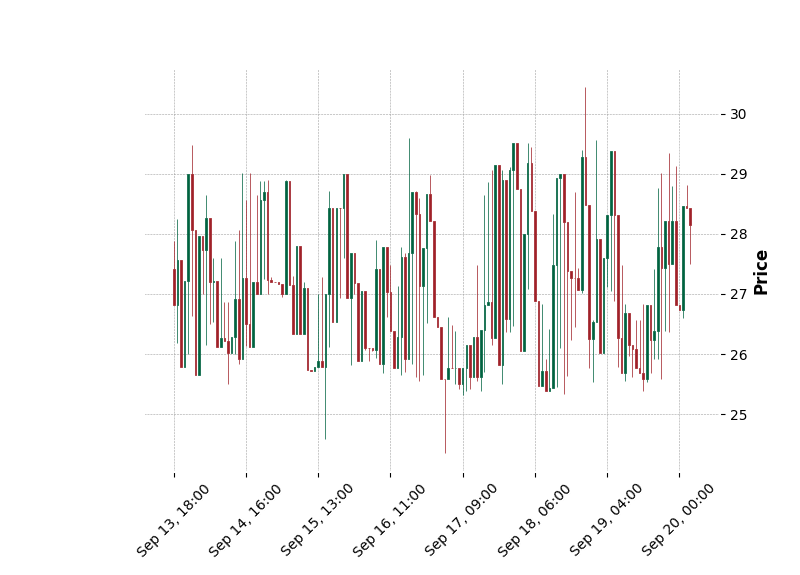 30
29
28
27
26
25
Price
Sep 13, 18:00
Sep 14, 16:00
Sep 15, 13:00
Sep 16, 11:00
Sep 17, 09:00
Sep 18, 06:00
Sep 19, 04:00
Sep 20, 00:00